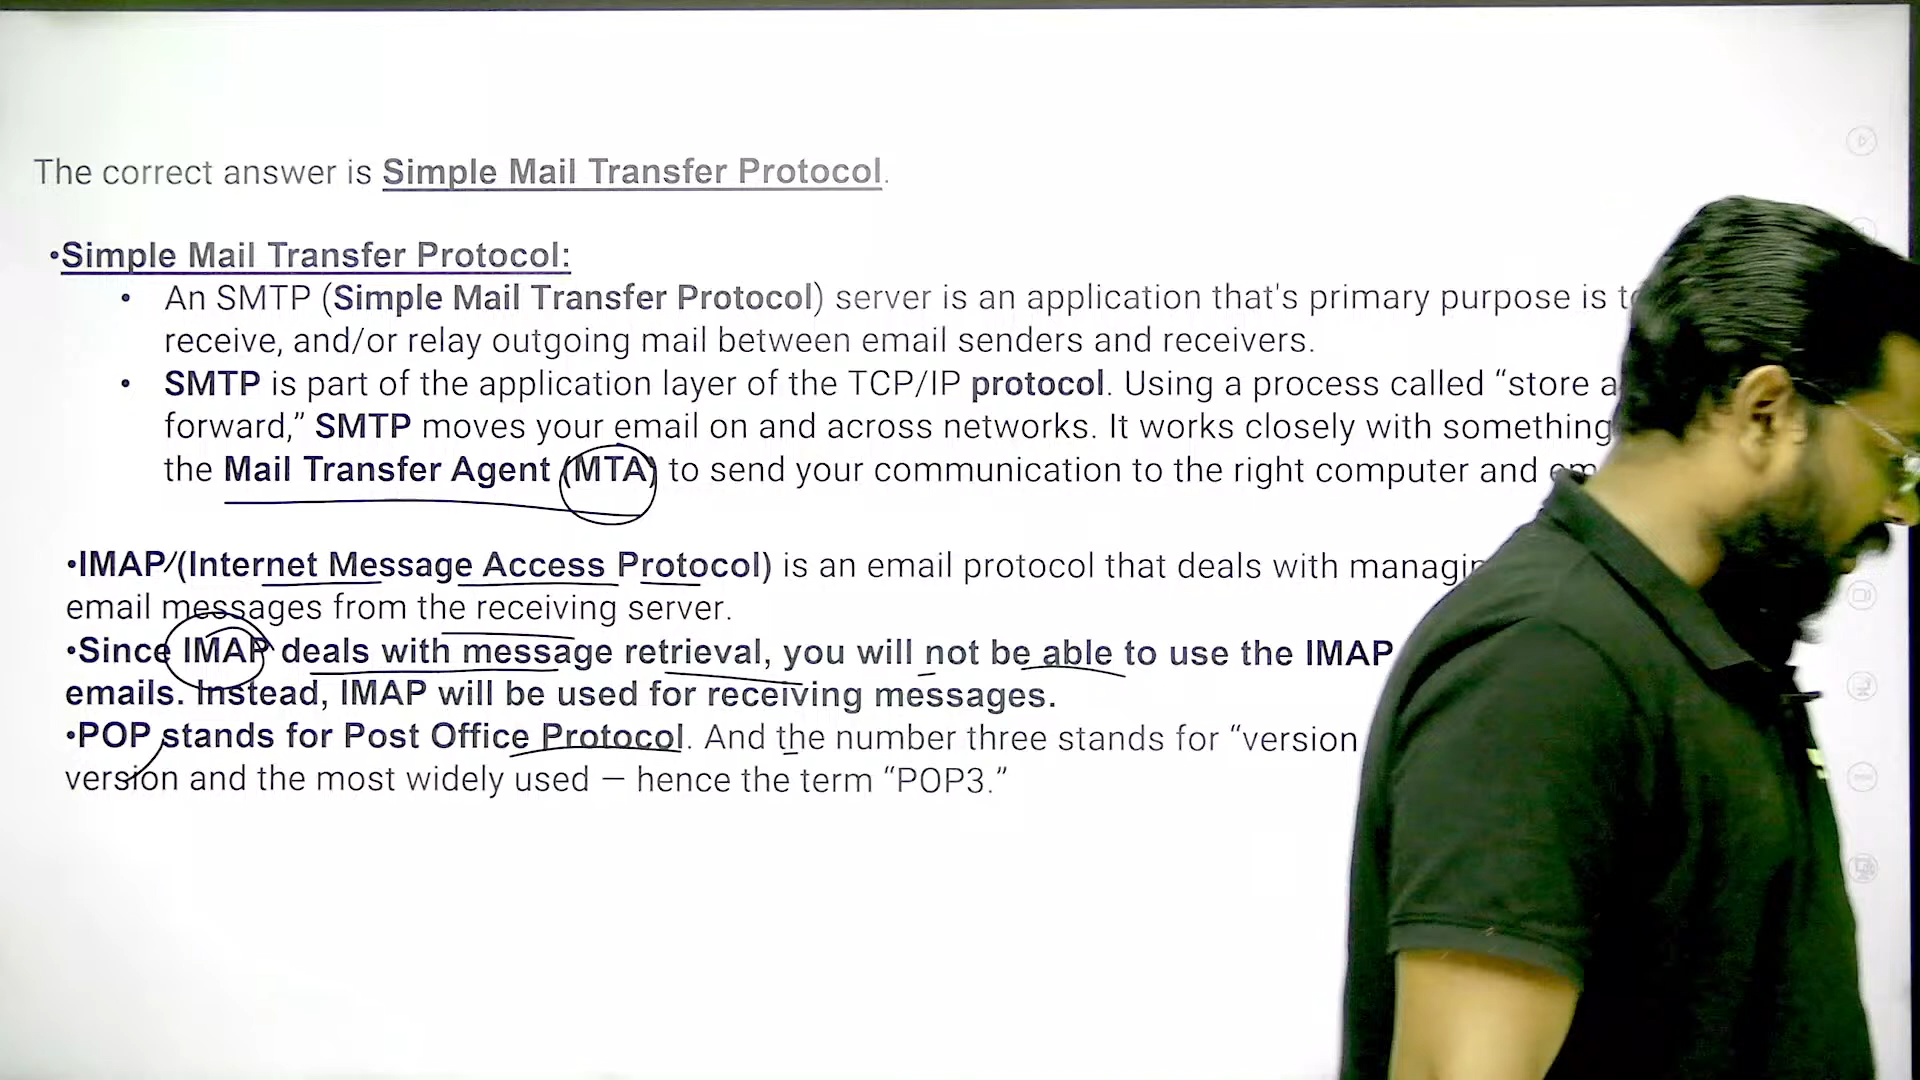 The correct answer is Simple Mail Transfer Protocol.
•Simple Mail Transfer Protocol:
• An SMTP (Simple Mail Transfer Protocol) server is an application that's primary purpose is
receive, and/or relay outgoing mail between email senders and receivers.
• SMTP is part of the application layer of the TCP/IP protocol. Using a process called “store
forward,” SMTP moves your email on and across networks. It works closely with something
the Mail Transfer Agent (MTA) to send your communication to the right computer and
•IMAP/(Internet Message Access Protocol) is an email protocol that deals with
email messages from the receiving server.
•Since IMAP deals with message retrieval, you will not be able to use the IMAP
emails. Instead, IMAP will be used for receiving messages.
•POP stands for Post Office Protocol. And the number three stands for “version
version and the most widely used – hence the term “POP3.”